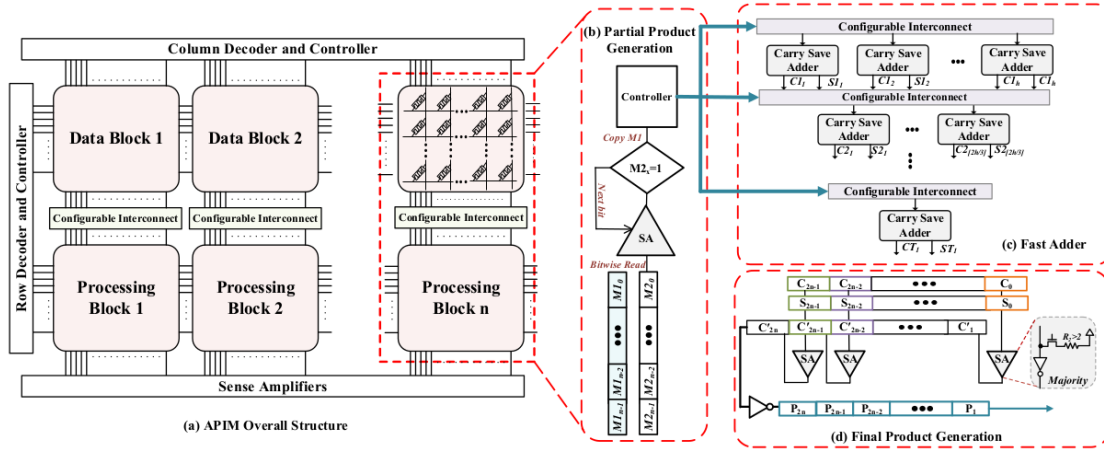 Column Decoder and Controller
Row Decoder and Controller
Data Block 1
Data Block 2
Configurable Interconnect
Configurable Interconnect
Configurable Interconnect
Processing
Block 1
Processing
Block 2
Processing
Block n
Sense Amplifiers
(a) APIM Overall Structure
(b) Partial Product
Generation
Controller
Copy M1
M2x=1
Next bit
SA
Bitwise Read
M1₀
M1n-2
M1n-1
M2₀
M2n-2
M2n-1
Configurable Interconnect
Carry Save
Adder
Carry Save
Adder
Carry Save
Adder
C1₁ S1₁ C1₂ S1₂ C1h C1h
Configurable Interconnect
Carry Save
Adder
Carry Save
Adder
C2₁ S2₁ C2[2h/3] S2[2h/3]
Configurable Interconnect
Carry Save
Adder
CT₁ ST₁
(c) Fast Adder
C2n-1 C2n-2 C₀
S2n-1 S2n-2 S₀
C'2n C'2n-1 C'2n-2 C'₁
SA SA SA
Majority
P2n P2n-1 P2n-2 P₁
(d) Final Product Generation